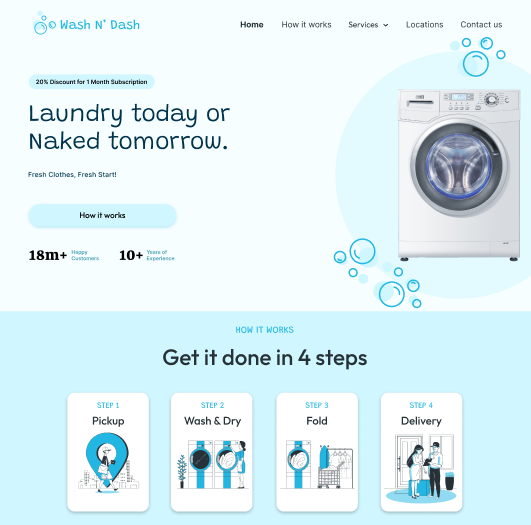 Wash N' Dash
Home
How it works
Services
Locations
Contact us
20% Discount for 1 Month Subscription
Laundry today or
Naked tomorrow.
Fresh Clothes, Fresh Start!
How it works
18m+
Happy
Customers
10+
Years of
Experience
HOW IT WORKS
Get it done in 4 steps
STEP 1
Pickup
STEP 2
Wash & Dry
STEP 3
Fold
STEP 4
Delivery